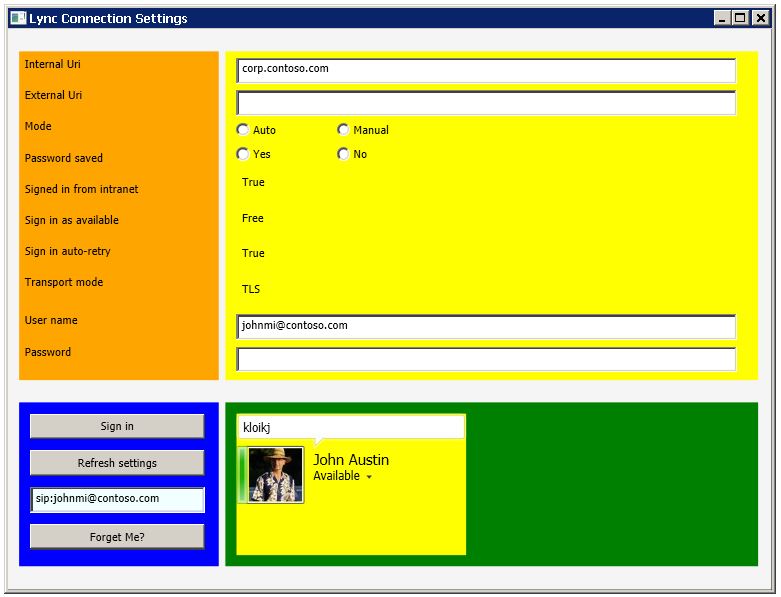 Lync Connection Settings
Internal Uri
corp.contoso.com
External Uri
Mode
Auto
Manual
Password saved
Yes
No
Signed in from intranet
True
Sign in as available
Free
Sign in auto-retry
True
Transport mode
TLS
User name
johnmi@contoso.com
Password
Sign in
Refresh settings
sip:johnmi@contoso.com
Forget Me?
kloikj
John Austin
Available